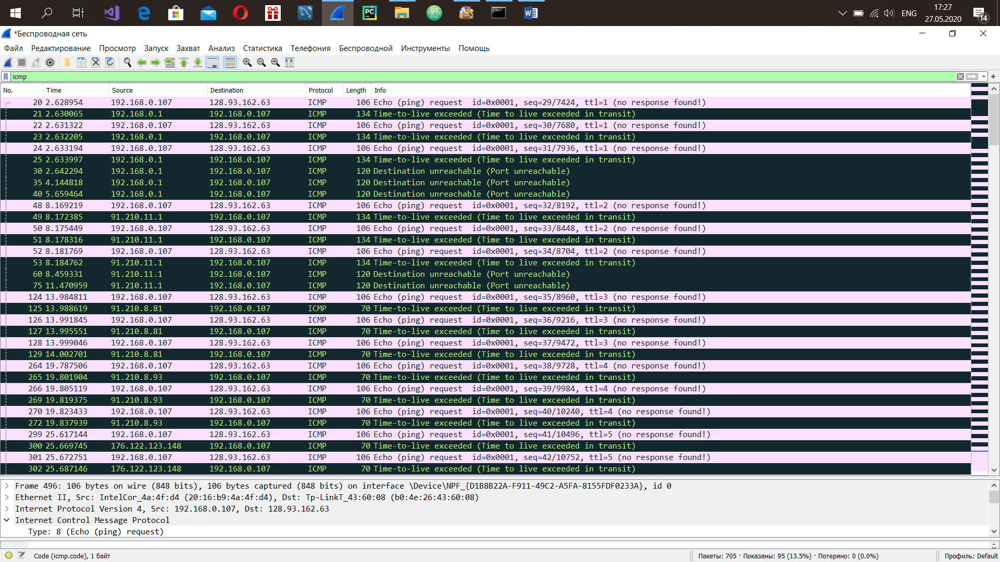 PC
ENG
17:27
27.05.2020
14
*Беспроводная сеть
Файл Редактирование Просмотр Запуск Захват Анализ Статистика Телефония Беспроводной Инструменты Помощь
icmp
No. Time Source Destination Protocol Length Info
20 2.628954 192.168.0.107 128.93.162.63 ICMP 106 Echo (ping) request id=0x0001, seq=29/7424, ttl=1 (no response found!)
21 2.630065 192.168.0.1 192.168.0.107 ICMP 134 Time-to-live exceeded (Time to live exceeded in transit)
22 2.631322 192.168.0.107 128.93.162.63 ICMP 106 Echo (ping) request id=0x0001, seq=30/7680, ttl=1 (no response found!)
23 2.632205 192.168.0.1 192.168.0.107 ICMP 134 Time-to-live exceeded (Time to live exceeded in transit)
24 2.633194 192.168.0.107 128.93.162.63 ICMP 106 Echo (ping) request id=0x0001, seq=31/7936, ttl=1 (no response found!)
25 2.633997 192.168.0.1 192.168.0.107 ICMP 134 Time-to-live exceeded (Time to live exceeded in transit)
30 2.642294 192.168.0.1 192.168.0.107 ICMP 120 Destination unreachable (Port unreachable)
35 4.144818 192.168.0.1 192.168.0.107 ICMP 120 Destination unreachable (Port unreachable)
40 5.659464 192.168.0.1 192.168.0.107 ICMP 120 Destination unreachable (Port unreachable)
48 8.169219 192.168.0.107 128.93.162.63 ICMP 106 Echo (ping) request id=0x0001, seq=32/8192, ttl=2 (no response found!)
49 8.172385 91.210.11.1 192.168.0.107 ICMP 134 Time-to-live exceeded (Time to live exceeded in transit)
50 8.175449 192.168.0.107 128.93.162.63 ICMP 106 Echo (ping) request id=0x0001, seq=33/8448, ttl=2 (no response found!)
51 8.178316 91.210.11.1 192.168.0.107 ICMP 134 Time-to-live exceeded (Time to live exceeded in transit)
52 8.181769 192.168.0.107 128.93.162.63 ICMP 106 Echo (ping) request id=0x0001, seq=34/8704, ttl=2 (no response found!)
53 8.184762 91.210.11.1 192.168.0.107 ICMP 134 Time-to-live exceeded (Time to live exceeded in transit)
60 8.459331 91.210.11.1 192.168.0.107 ICMP 120 Destination unreachable (Port unreachable)
75 11.470959 91.210.11.1 192.168.0.107 ICMP 120 Destination unreachable (Port unreachable)
124 13.984811 192.168.0.107 128.93.162.63 ICMP 106 Echo (ping) request id=0x0001, seq=35/8960, ttl=3 (no response found!)
125 13.988619 91.210.8.81 192.168.0.107 ICMP 70 Time-to-live exceeded (Time to live exceeded in transit)
126 13.991845 192.168.0.107 128.93.162.63 ICMP 106 Echo (ping) request id=0x0001, seq=36/9216, ttl=3 (no response found!)
127 13.995551 91.210.8.81 192.168.0.107 ICMP 70 Time-to-live exceeded (Time to live exceeded in transit)
128 13.999046 192.168.0.107 128.93.162.63 ICMP 106 Echo (ping) request id=0x0001, seq=37/9472, ttl=3 (no response found!)
129 14.002701 91.210.8.81 192.168.0.107 ICMP 70 Time-to-live exceeded (Time to live exceeded in transit)
264 19.787506 192.168.0.107 128.93.162.63 ICMP 106 Echo (ping) request id=0x0001, seq=38/9728, ttl=4 (no response found!)
265 19.801904 91.210.8.93 192.168.0.107 ICMP 70 Time-to-live exceeded (Time to live exceeded in transit)
266 19.805119 192.168.0.107 128.93.162.63 ICMP 106 Echo (ping) request id=0x0001, seq=39/9984, ttl=4 (no response found!)
269 19.819375 91.210.8.93 192.168.0.107 ICMP 70 Time-to-live exceeded (Time to live exceeded in transit)
270 19.823433 192.168.0.107 128.93.162.63 ICMP 106 Echo (ping) request id=0x0001, seq=40/10240, ttl=4 (no response found!)
272 19.837939 91.210.8.93 192.168.0.107 ICMP 70 Time-to-live exceeded (Time to live exceeded in transit)
299 25.617144 192.168.0.107 128.93.162.63 ICMP 106 Echo (ping) request id=0x0001, seq=41/10496, ttl=5 (no response found!)
300 25.669745 176.122.123.148 192.168.0.107 ICMP 70 Time-to-live exceeded (Time to live exceeded in transit)
301 25.672751 192.168.0.107 128.93.162.63 ICMP 106 Echo (ping) request id=0x0001, seq=42/10752, ttl=5 (no response found!)
302 25.687146 176.122.123.148 192.168.0.107 ICMP 70 Time-to-live exceeded (Time to live exceeded in transit)
Frame 496: 106 bytes on wire (848 bits), 106 bytes captured (848 bits) on interface \Device\NPF_{D1B8B22A-F911-49C2-A5FA-8155FDF0233A}, id 0
Ethernet II, Src: IntelCor_4a:4f:d4 (20:16:b9:4a:4f:d4), Dst: Tp-LinkT_43:60:08 (b0:4e:26:43:60:08)
Internet Protocol Version 4, Src: 192.168.0.107, Dst: 128.93.162.63
Internet Control Message Protocol
Type: 8 (Echo (ping) request)
Code (icmp.code), 1 байт
Пакеты: 705 · Показаны: 95 (13.5%) · Потеряно: 0 (0.0%)
Профиль: Default